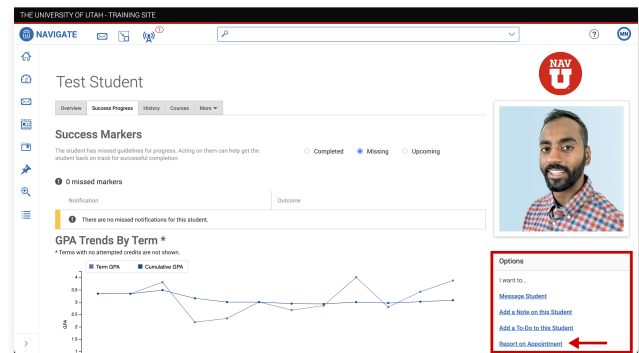 THE UNIVERSITY OF UTAH - TRAINING SITE
NAVIGATE
1
?
MN
NAV
U
Test Student
Overview
Success Progress
History
Courses
More
Success Markers
The student has missed guidelines for progress. Acting on them can help get the
student back on track for successful completion.
Completed
Missing
Upcoming
0 missed markers
Notification
Outcome
There are no missed notifications for this student.
GPA Trends By Term *
* Terms with no attempted credits are not shown.
Term GPA
Cumulative GPA
4
3.5
3
2.5
2
1.5
1
GPA
Options
I want to...
Message Student
Add a Note on this Student
Add a To-Do to this Student
Report on Appointment